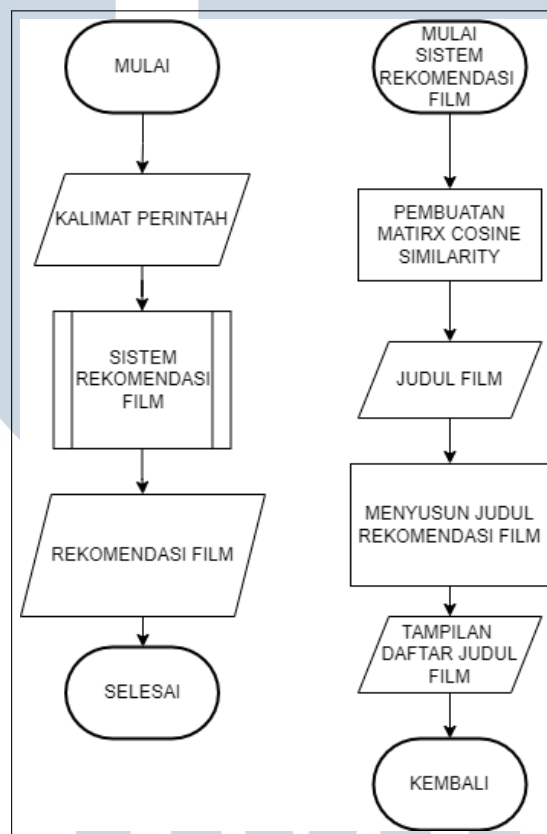 MULAI
KALIMAT PERINTAH
SISTEM
REKOMENDASI
FILM
REKOMENDASI FILM
SELESAI
MULAI
SISTEM
REKOMENDASI
FILM
PEMBUATAN
MATIRX COSINE
SIMILARITY
JUDUL FILM
MENYUSUN JUDUL
REKOMENDASI FILM
TAMPILAN
DAFTAR JUDUL
FILM
KEMBALI